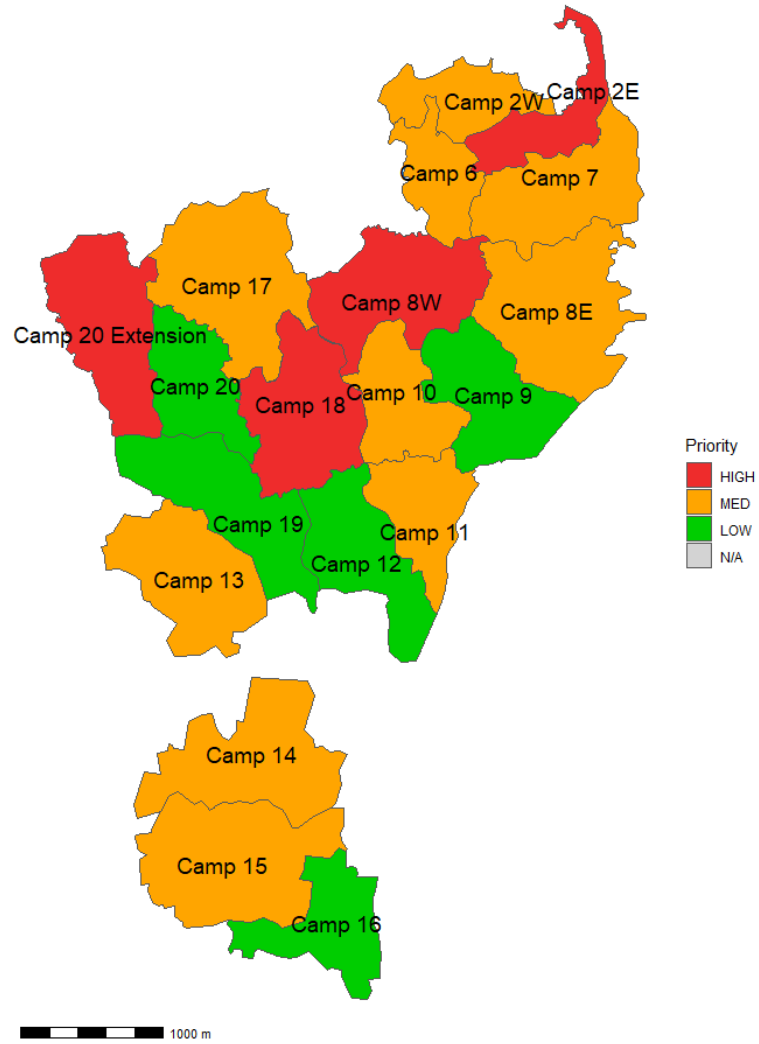 Camp 2E
Camp 2W
Camp 6
Camp 7
Camp 17
Camp 8W
Camp 8E
Camp 20 Extension
Camp 20
Camp 18
Camp 10
Camp 9
Camp 19
Camp 11
Camp 12
Camp 13
Priority
HIGH
MED
LOW
N/A
Camp 14
Camp 15
Camp 16
1000 m